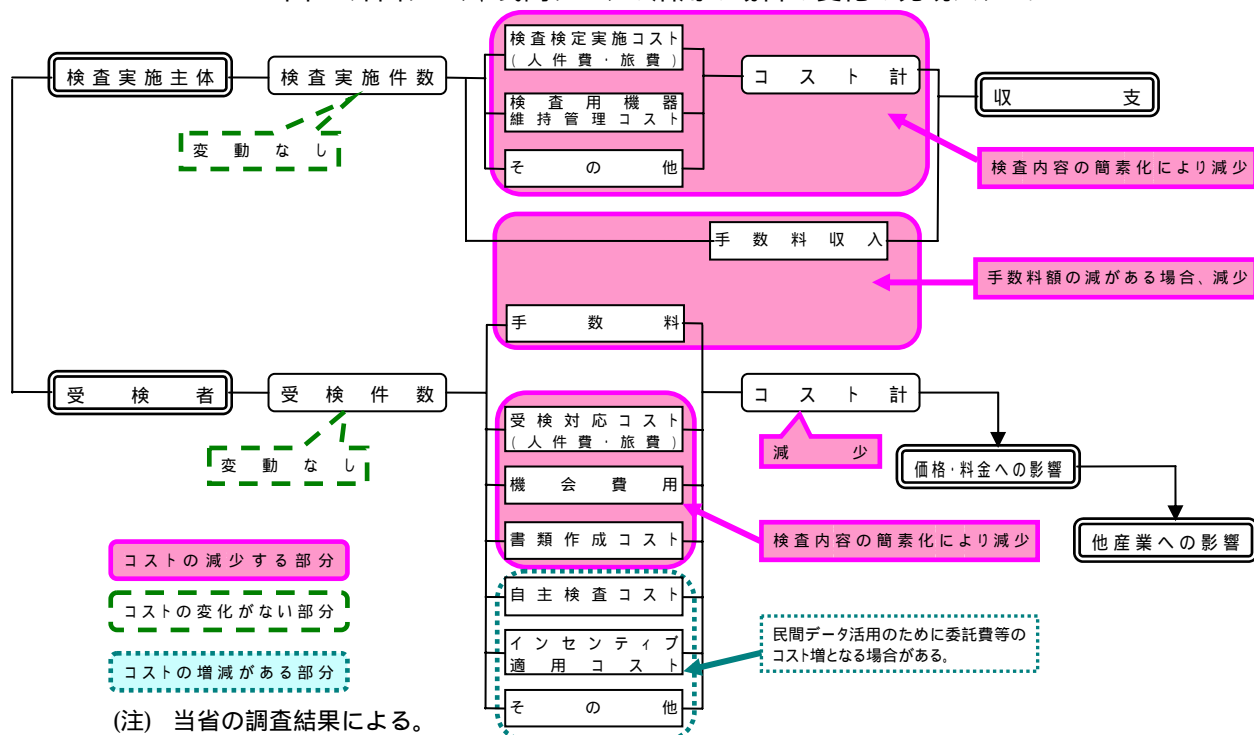 検査実施主体
検査実施件数
検査検定実施コスト
(人件費・旅費)
検査用機器
維持管理コスト
その他
コスト計
収支
変動なし
検査内容の簡素化により減少
手数料収入
手数料額の減がある場合、減少
手数料
受検者
受検件数
コスト計
変動なし
受検対応コスト
(人件費・旅費)
減少
機会費用
価格・料金への影響
書類作成コスト
検査内容の簡素化により減少
他産業への影響
コストの減少する部分
自主検査コスト
コストの変化がない部分
インセンティブ
適用コスト
民間データ活用のために委託費等の
コスト増となる場合がある。
コストの増減がある部分
その他
(注) 当省の調査結果による。